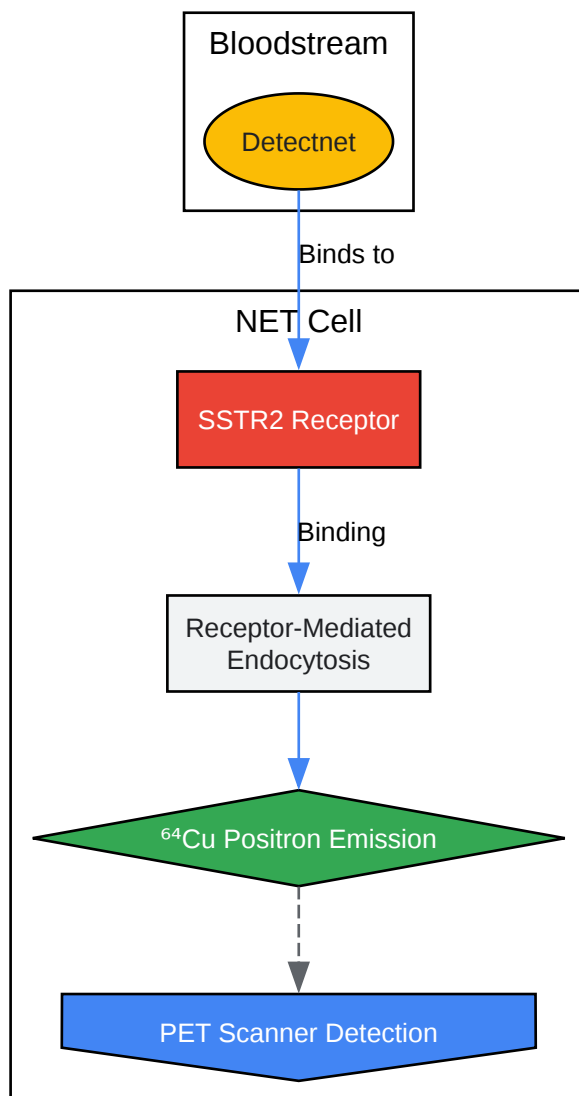 Bloodstream
Detectnet
Binds to
NET Cell
SSTR2 Receptor
Binding
Receptor-Mediated
Endocytosis
⁶⁴Cu Positron Emission
PET Scanner Detection